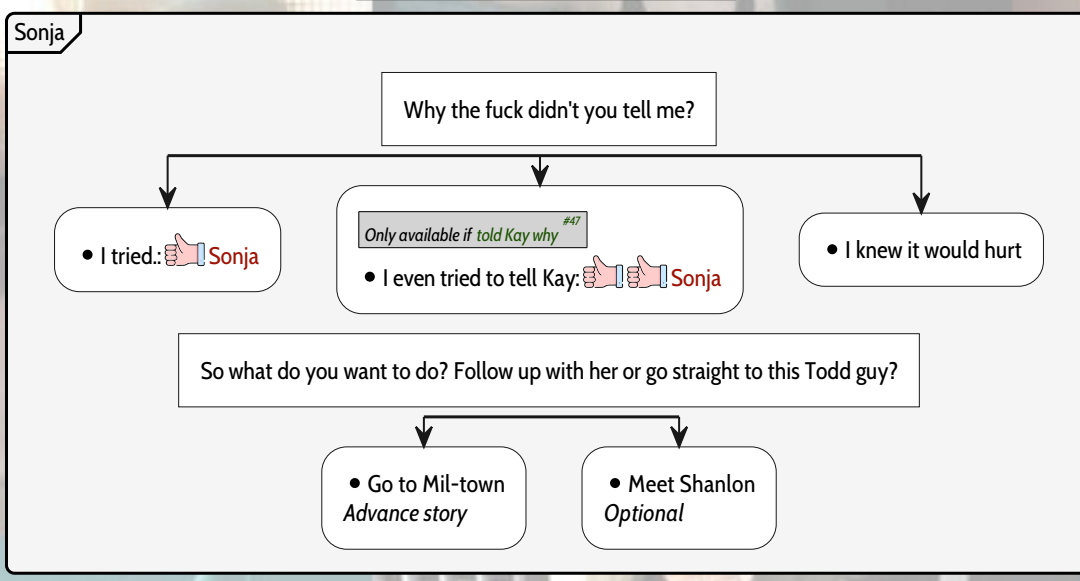 Sonja
Why the fuck didn't you tell me?
• I tried.: Sonja
#47
Only available if told Kay why
• I even tried to tell Kay: Sonja
• I knew it would hurt
So what do you want to do? Follow up with her or go straight to this Todd guy?
• Go to Mil-town
Advance story
• Meet Shanlon
Optional